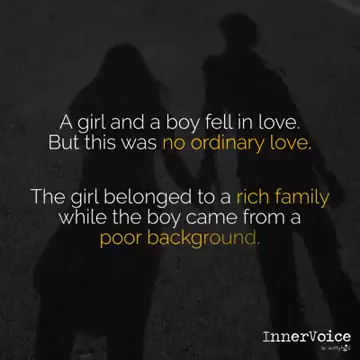 A girl and a boy fell in love.
But this was no ordinary love.
The girl belonged to a rich family
while the boy came from a
poor background.
InnerVoice